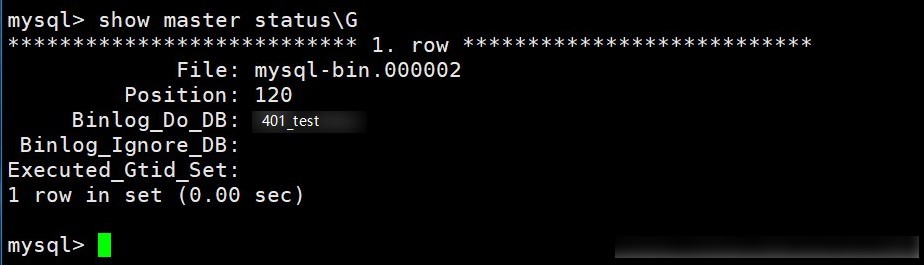 mysql> show master status\G
*************************** 1. row ***************************
File: mysql-bin.000002
Position: 120
Binlog_Do_DB: 401_test
Binlog_Ignore_DB:
Executed_Gtid_Set:
1 row in set (0.00 sec)
mysql>